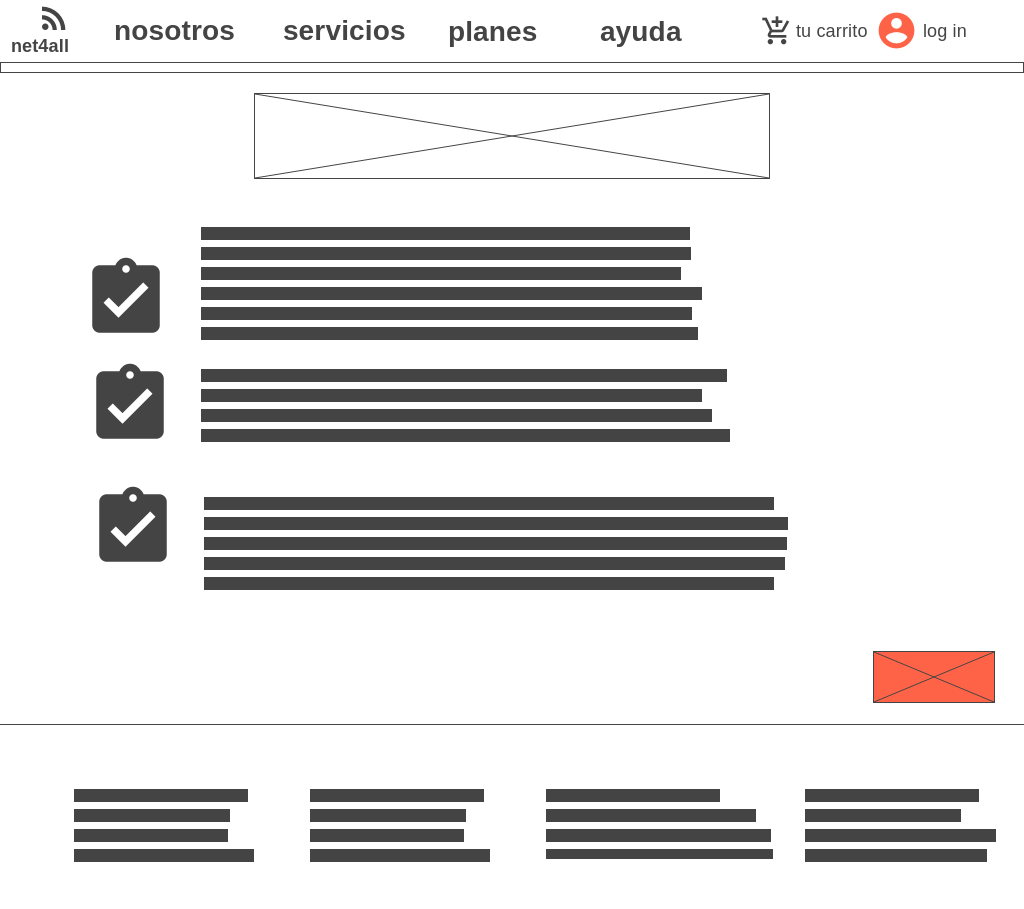 net4all
nosotros
servicios
planes
ayuda
tu carrito
log in